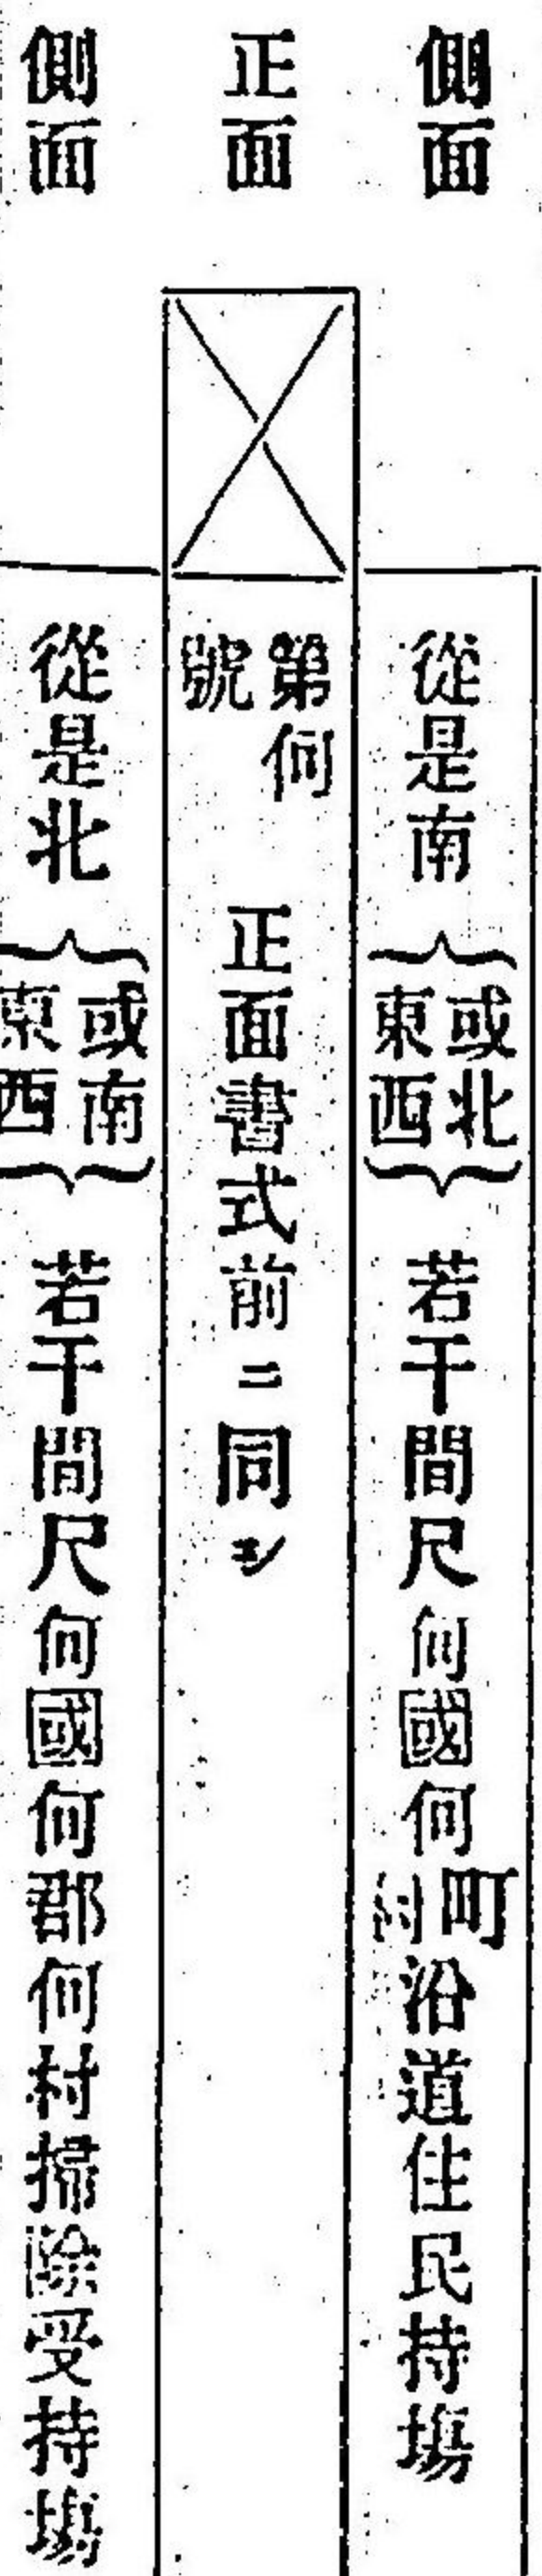 側面
從是南
{或北東西}
若干間尺何國何町村沿道住民持塲
正面
第何號
正面書式前ニ同シ
側面
從是北
{或南東西}
若干間尺何國何郡何村掃除受持塲